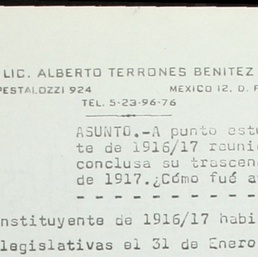 LIC. ALBERTO TERRONES BENITEZ
PESTALOZZI 924 MEXICO 12, D. F
TEL. 5-23-96-76
ASUNTO.-A punto est
te de 1916/17 reuni
conclusa su trascen
de 1917.¿Cómo fué a
nstituyente de 1916/17 habi
legislativas el 31 de Enero